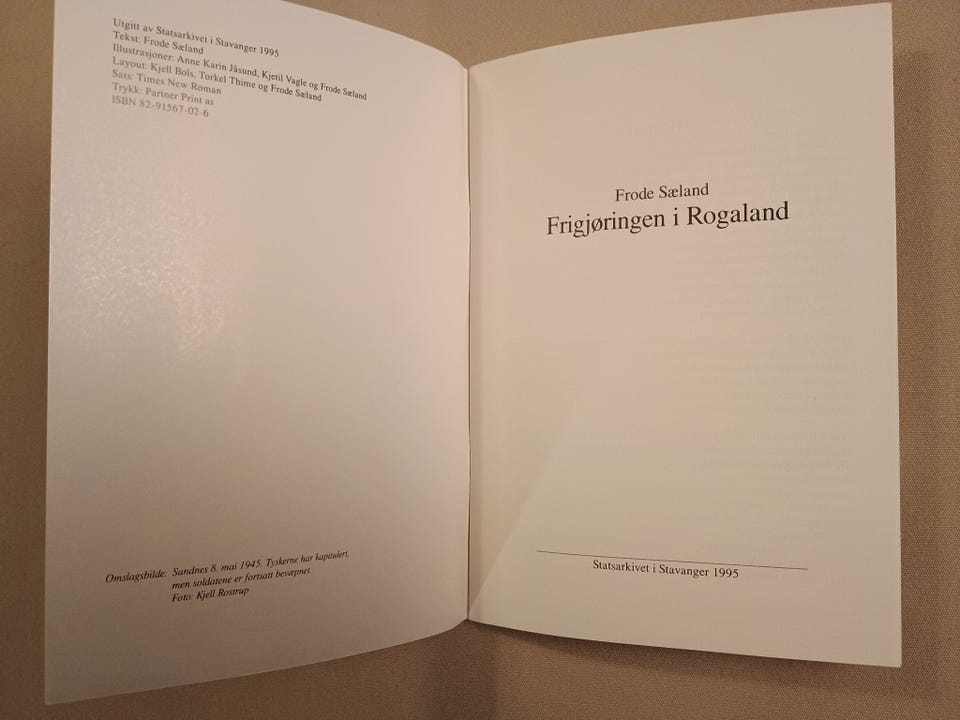 Utgitt av Statsarkivet i Stavanger 1995
Tekst: Frode Sæland
Illustrasjoner: Anne Karin Jåsund, Kjetil Vagle og Frode Sæland
Layout: Kjell Bols, Torkel Thime og Frode Sæland
Sats: Times New Roman
Trykk: Partner Print as
ISBN 82-91567-02-6
Omslagsbilde: Sandnes 8. mai 1945. Tyskerne har kapitulert,
men soldatene er fortsatt bevæpnet.
Foto: Kjell Rostrup
Frode Sæland
Frigjøringen i Rogaland
Statsarkivet i Stavanger 1995